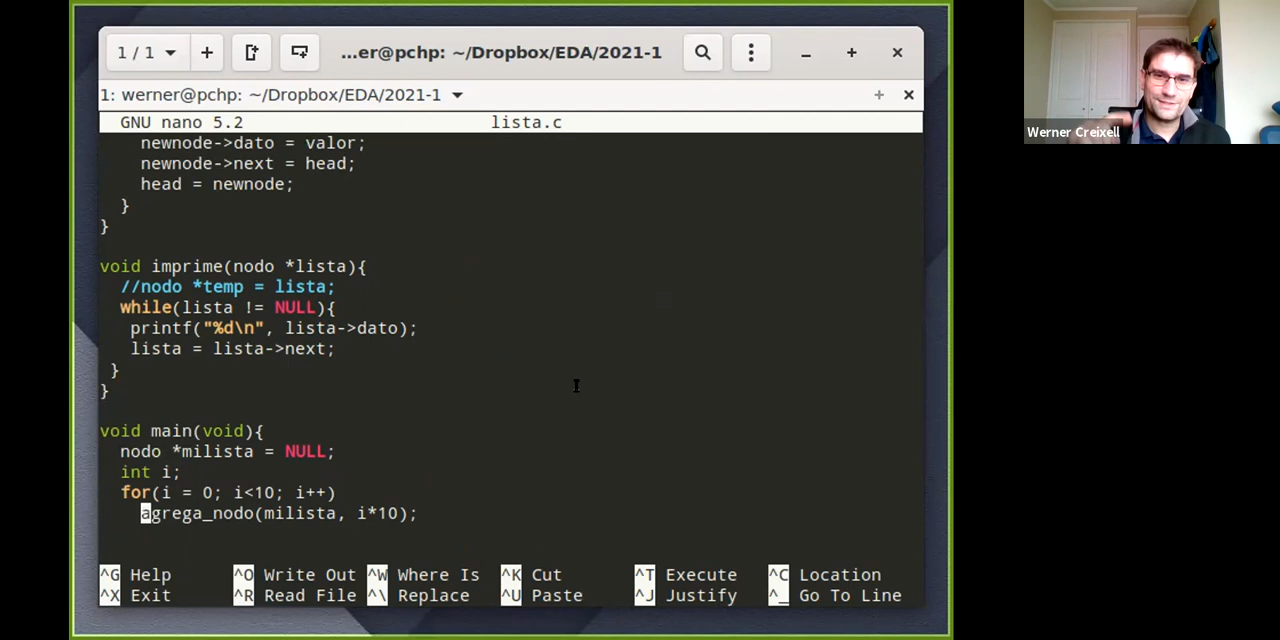 1 / 1
…er@pchp: ~/Dropbox/EDA/2021-1
1: werner@pchp: ~/Dropbox/EDA/2021-1
GNU nano 5.2 lista.c
newnode->dato = valor;
newnode->next = head;
head = newnode;
}
}
void imprime(nodo *lista){
//nodo *temp = lista;
while(lista != NULL){
printf("%d\n", lista->dato);
lista = lista->next;
}
}
void main(void){
nodo *milista = NULL;
int i;
for(i = 0; i<10; i++)
agrega_nodo(milista, i*10);
^G Help ^O Write Out ^W Where Is ^K Cut ^T Execute ^C Location
^X Exit ^R Read File ^\ Replace ^U Paste ^J Justify ^_ Go To Line
Werner Creixell